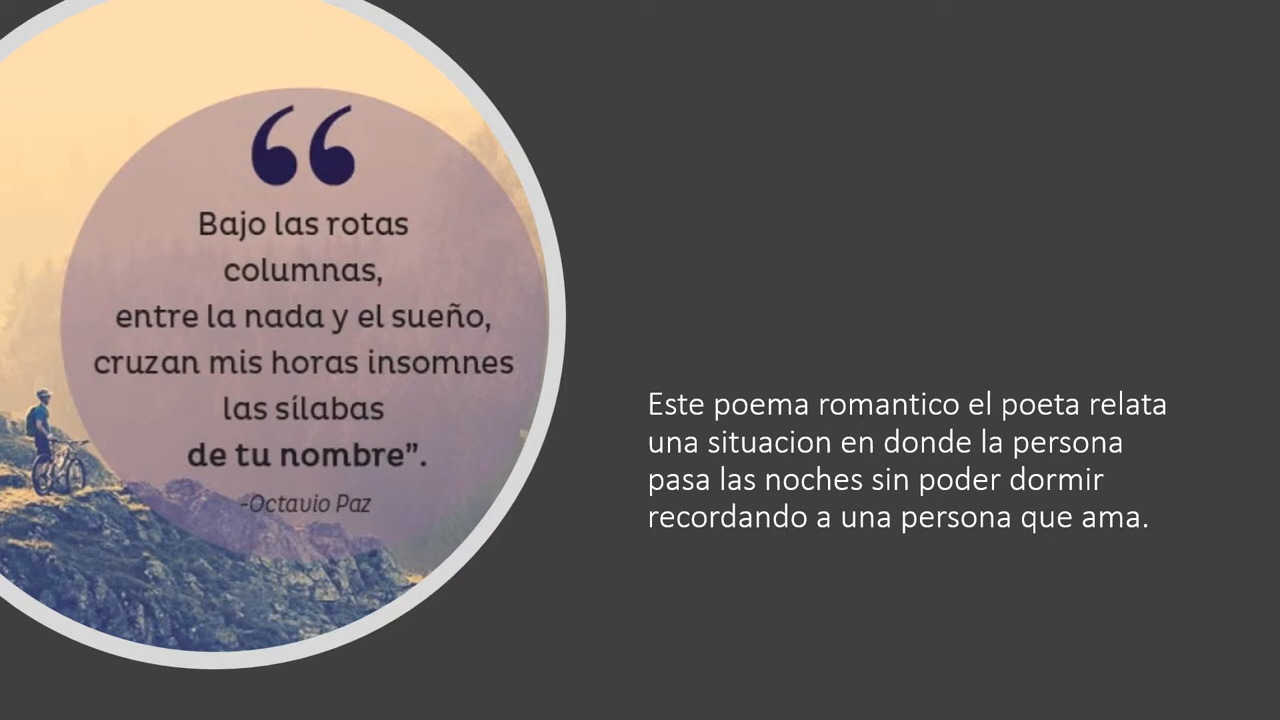 “
Bajo las rotas
columnas,
entre la nada y el sueño,
cruzan mis horas insomnes
las sílabas
de tu nombre”.
-Octavio Paz
Este poema romantico el poeta relata
una situacion en donde la persona
pasa las noches sin poder dormir
recordando a una persona que ama.